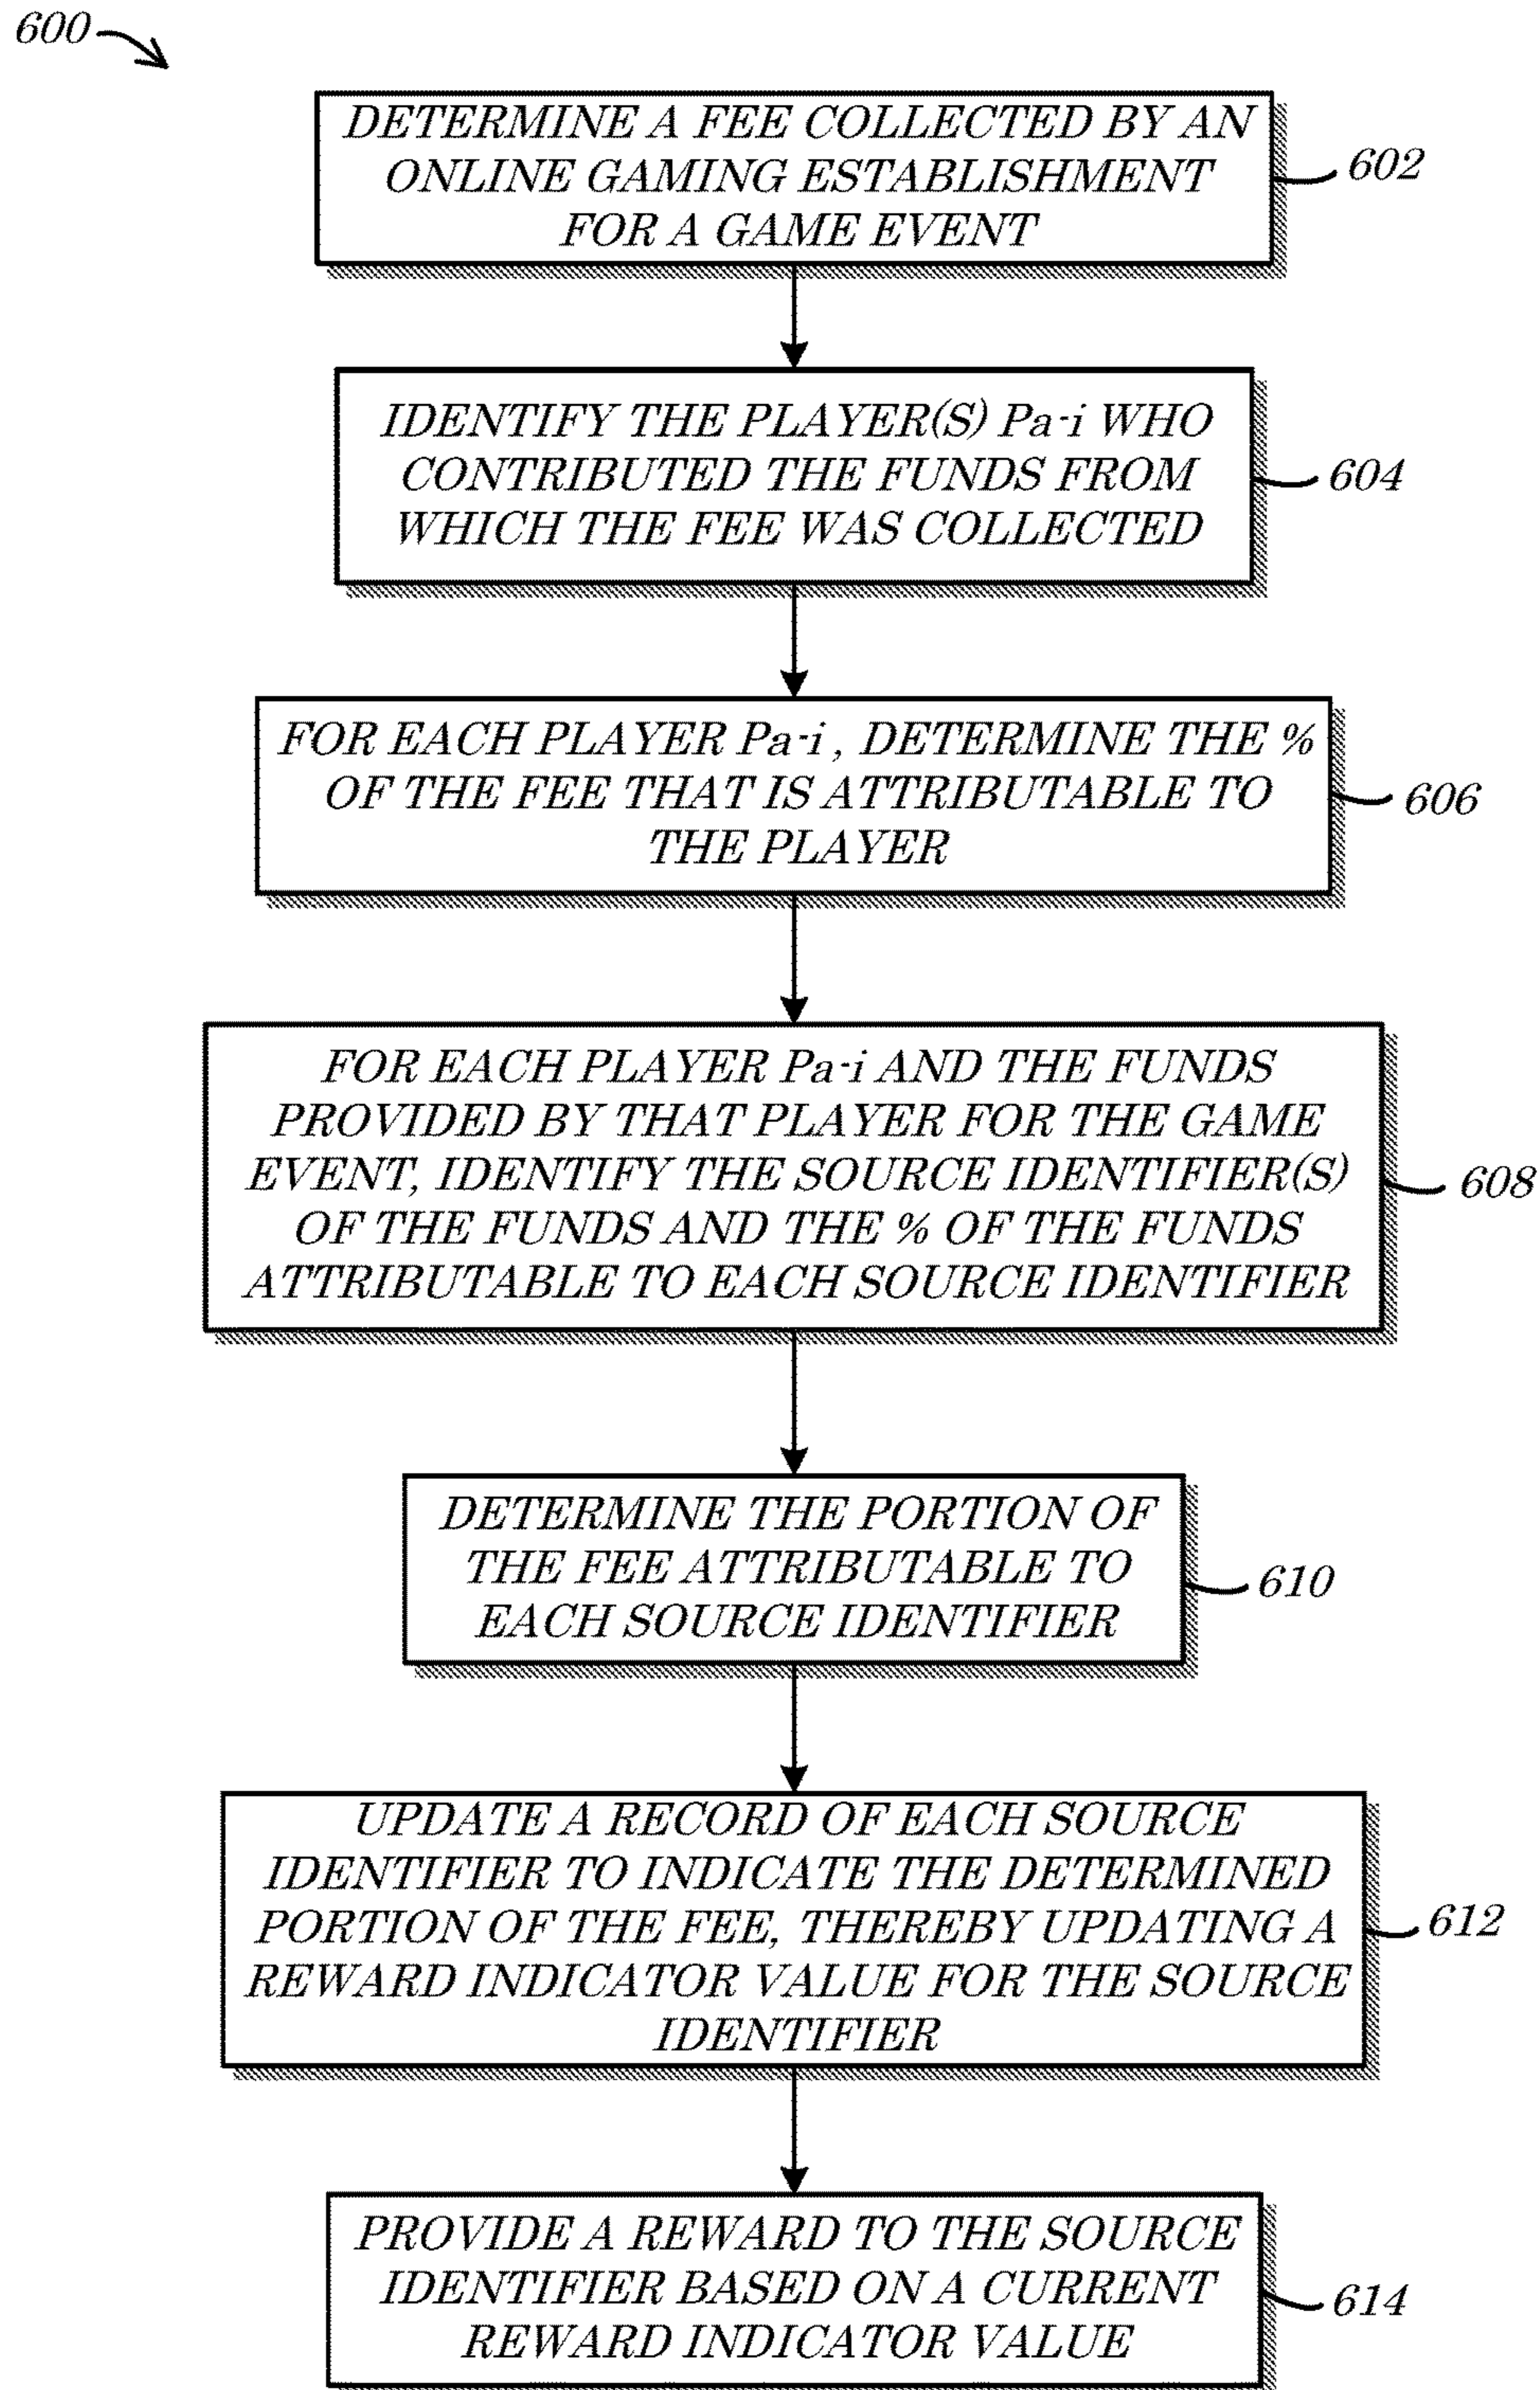 600
DETERMINE A FEE COLLECTED BY AN
ONLINE GAMING ESTABLISHMENT
FOR A GAME EVENT
602
IDENTIFY THE PLAYER(S) Pa-i WHO
CONTRIBUTED THE FUNDS FROM
WHICH THE FEE WAS COLLECTED
604
FOR EACH PLAYER Pa-i, DETERMINE THE %
OF THE FEE THAT IS ATTRIBUTABLE TO
THE PLAYER
606
FOR EACH PLAYER Pa-i AND THE FUNDS
PROVIDED BY THAT PLAYER FOR THE GAME
EVENT, IDENTIFY THE SOURCE IDENTIFIER(S)
OF THE FUNDS AND THE % OF THE FUNDS
ATTRIBUTABLE TO EACH SOURCE IDENTIFIER
608
DETERMINE THE PORTION OF
THE FEE ATTRIBUTABLE TO
EACH SOURCE IDENTIFIER
610
UPDATE A RECORD OF EACH SOURCE
IDENTIFIER TO INDICATE THE DETERMINED
PORTION OF THE FEE, THEREBY UPDATING A
REWARD INDICATOR VALUE FOR THE SOURCE
IDENTIFIER
612
PROVIDE A REWARD TO THE SOURCE
IDENTIFIER BASED ON A CURRENT
REWARD INDICATOR VALUE
614